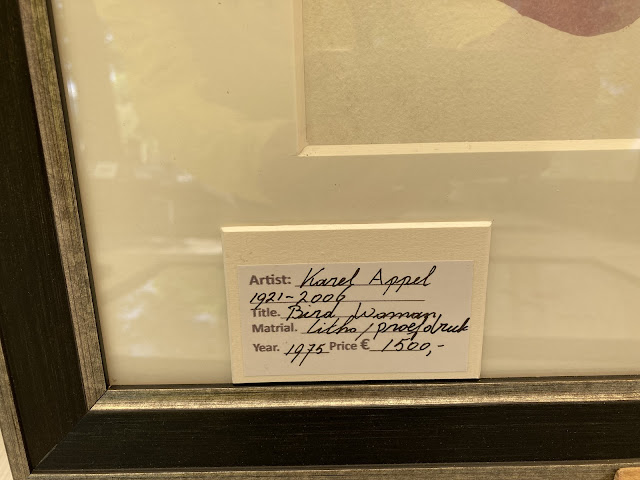 Artist: Karel Appel
1921-2006
Title. Bird, Woman,
Matrial. litho/proefdruk
Year. 1975 Price € 1500,-